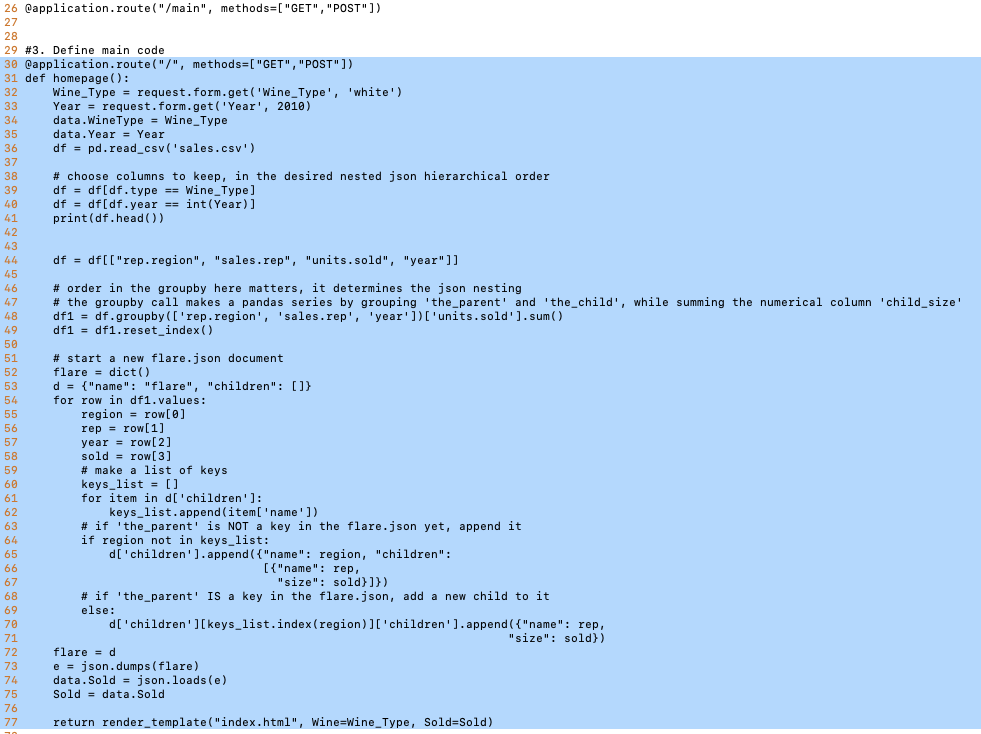 26 @application.route("/main", methods=["GET","POST"])
27
28
29 #3. Define main code
30 @application.route("/", methods=["GET","POST"])
31 def homepage():
32     Wine_Type = request.form.get('Wine_Type', 'white')
33     Year = request.form.get('Year', 2010)
34     data.WineType = Wine_Type
35     data.Year = Year
36     df = pd.read_csv('sales.csv')
37
38     # choose columns to keep, in the desired nested json hierarchical order
39     df = df[df.type == Wine_Type]
40     df = df[df.year == int(Year)]
41     print(df.head())
42
43
44     df = df[["rep.region", "sales.rep", "units.sold", "year"]]
45
46     # order in the groupby here matters, it determines the json nesting
47     # the groupby call makes a pandas series by grouping 'the_parent' and 'the_child', while summing the numerical column 'child_size'
48     df1 = df.groupby(['rep.region', 'sales.rep', 'year'])['units.sold'].sum()
49     df1 = df1.reset_index()
50
51     # start a new flare.json document
52     flare = dict()
53     d = {"name": "flare", "children": []}
54     for row in df1.values:
55         region = row[0]
56         rep = row[1]
57         year = row[2]
58         sold = row[3]
59         # make a list of keys
60         keys_list = []
61         for item in d['children']:
62             keys_list.append(item['name'])
63         # if 'the_parent' is NOT a key in the flare.json yet, append it
64         if region not in keys_list:
65             d['children'].append({"name": region, "children":
66                                   [{"name": rep,
67                                     "size": sold}]})
68         # if 'the_parent' IS a key in the flare.json, add a new child to it
69         else:
70             d['children'][keys_list.index(region)]['children'].append({"name": rep,
71                                                                       "size": sold})
72     flare = d
73     e = json.dumps(flare)
74     data.Sold = json.loads(e)
75     Sold = data.Sold
76
77     return render_template("index.html", Wine=Wine_Type, Sold=Sold)